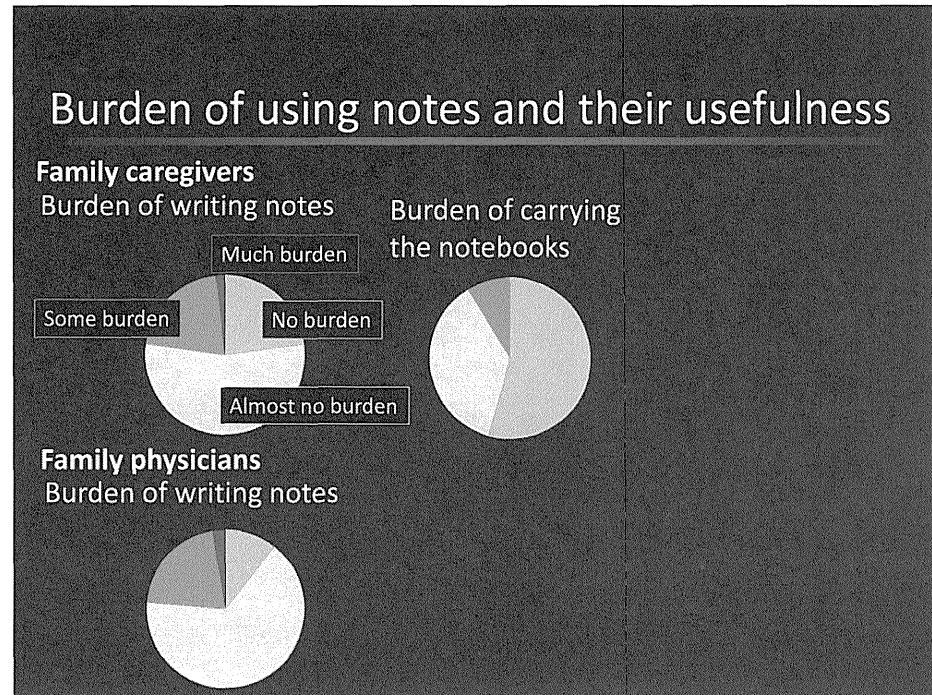 Burden of using notes and their usefulness
Family caregivers
Burden of writing notes
Burden of carrying
the notebooks
Much burden
Some burden
No burden
Almost no burden
Family physicians
Burden of writing notes